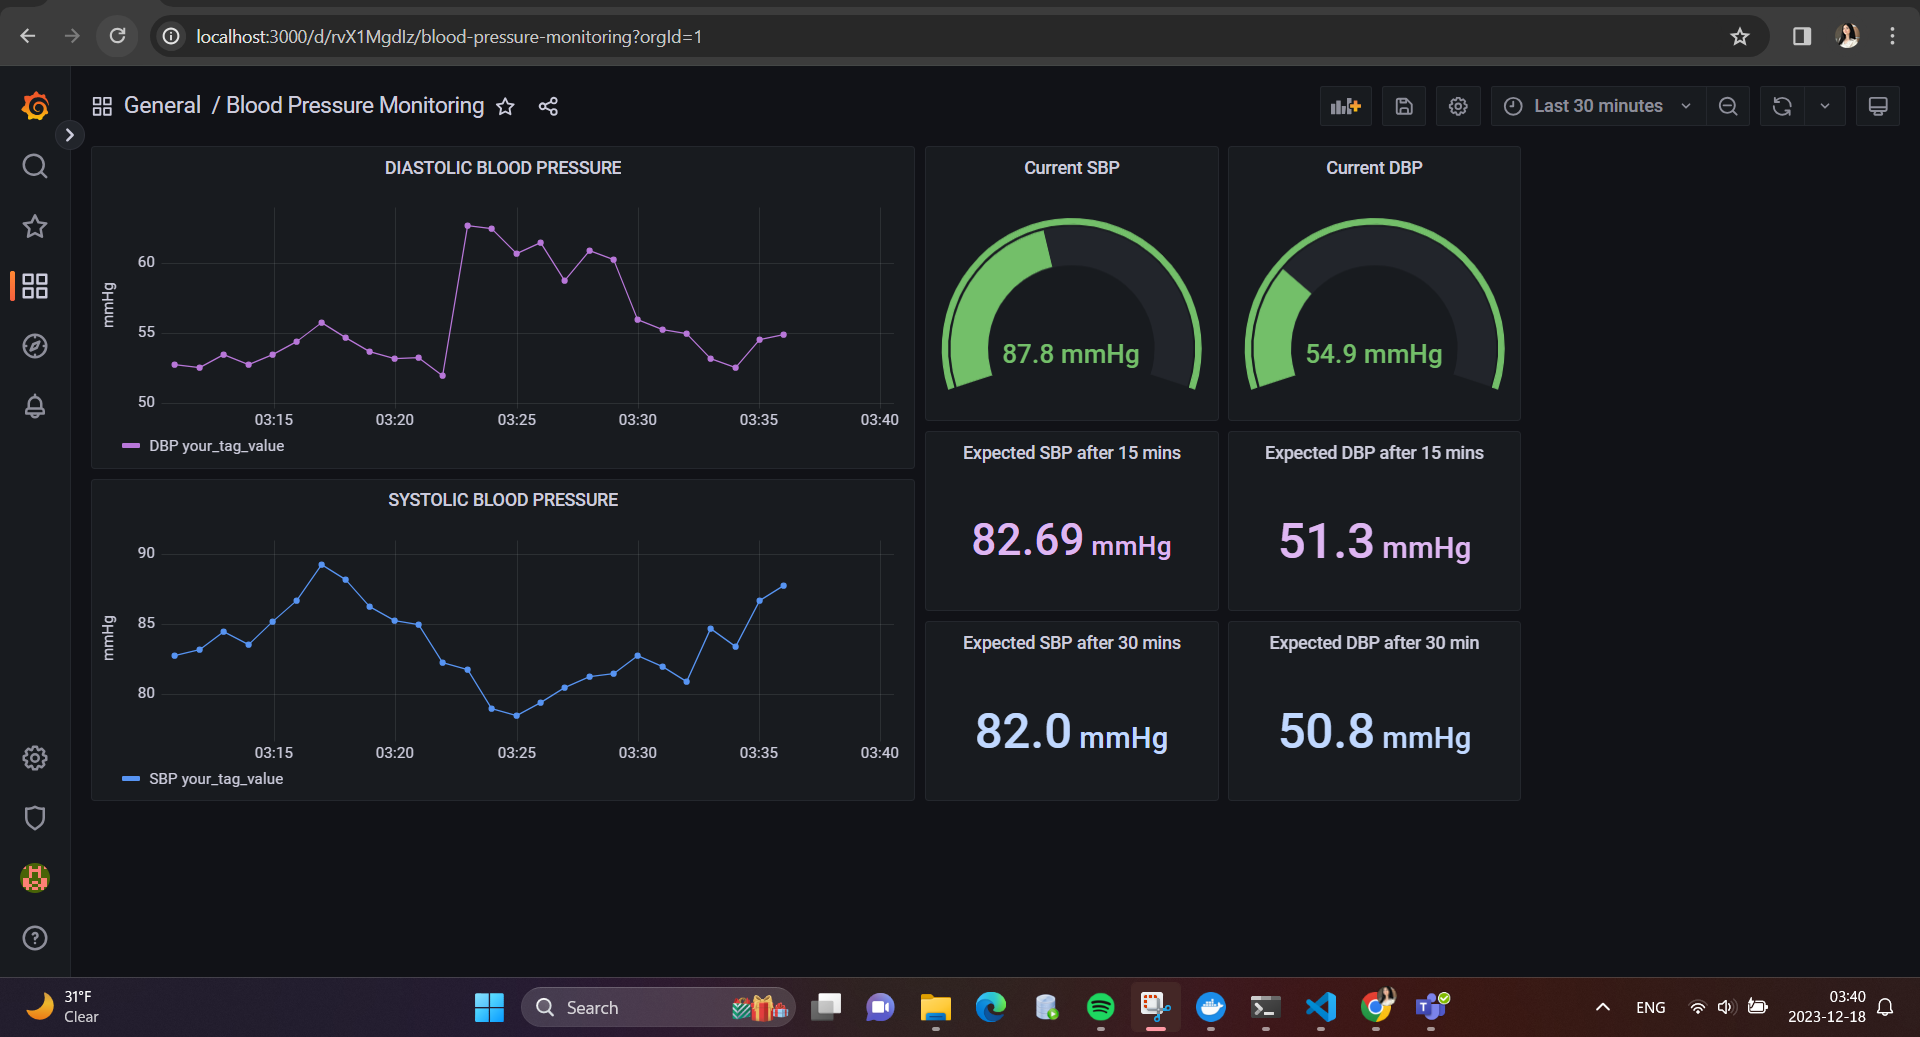 localhost:3000/d/rvX1MgdIz/blood-pressure-monitoring?orgId=1
General / Blood Pressure Monitoring
Last 30 minutes
DIASTOLIC BLOOD PRESSURE
mmHg
60
55
50
03:15 03:20 03:25 03:30 03:35 03:40
DBP your_tag_value
SYSTOLIC BLOOD PRESSURE
mmHg
90
85
80
03:15 03:20 03:25 03:30 03:35 03:40
SBP your_tag_value
Current SBP
87.8 mmHg
Current DBP
54.9 mmHg
Expected SBP after 15 mins
82.69 mmHg
Expected DBP after 15 mins
51.3 mmHg
Expected SBP after 30 mins
82.0 mmHg
Expected DBP after 30 min
50.8 mmHg
31°F
Clear
Search
ENG
03:40
2023-12-18